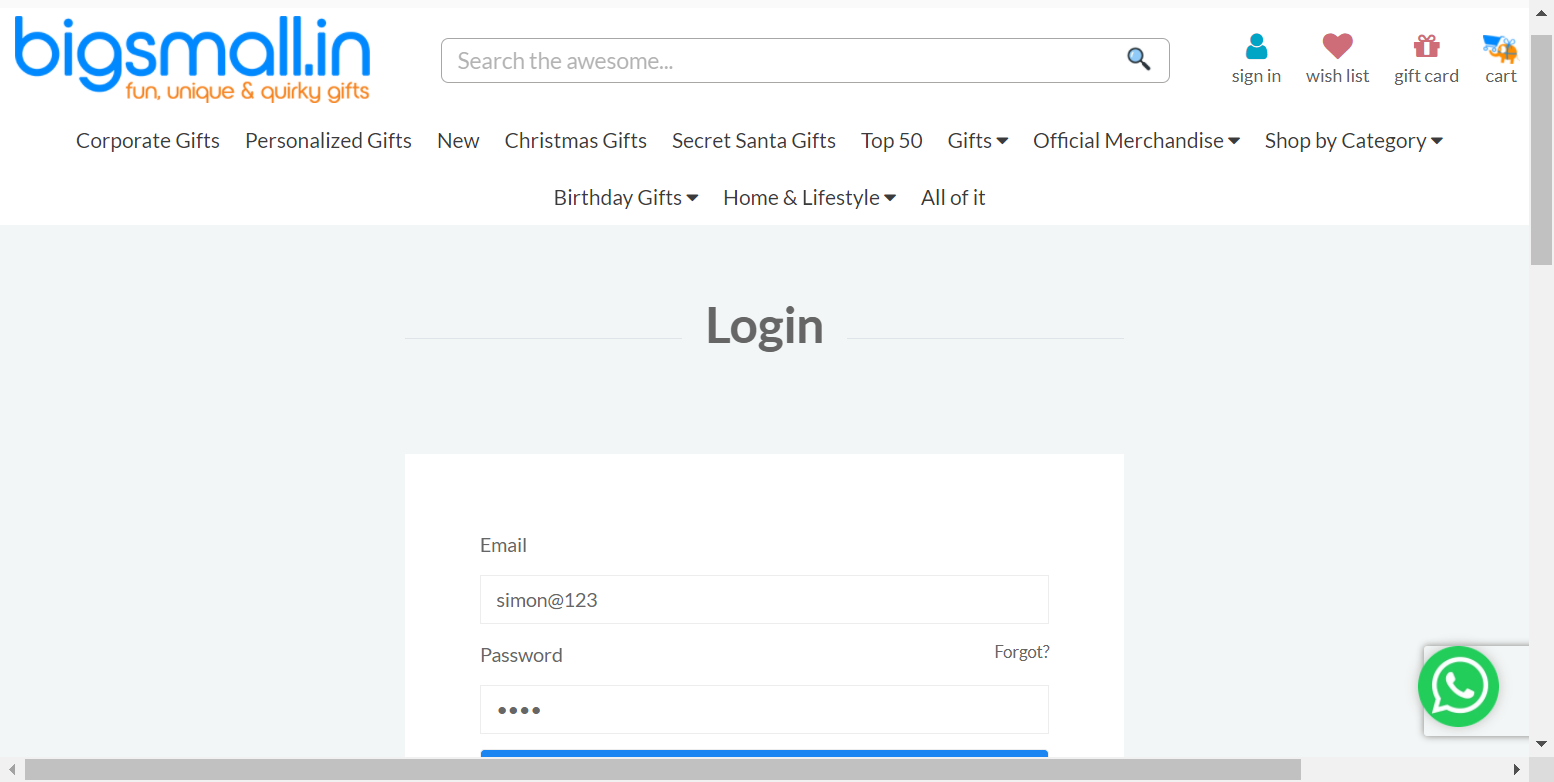 bigsmall.in
fun, unique & quirky gifts
Search the awesome...
sign in
wish list
gift card
cart
Corporate Gifts Personalized Gifts New Christmas Gifts Secret Santa Gifts Top 50 Gifts Official Merchandise Shop by Category
Birthday Gifts Home & Lifestyle All of it
Login
Email
simon@123
Password
Forgot?
••••